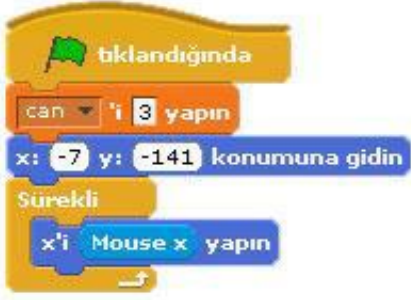 tıklandığında
can 'i 3 yapın
x: -7 y: -141 konumuna gidin
Sürekli
x'i Mouse x yapın